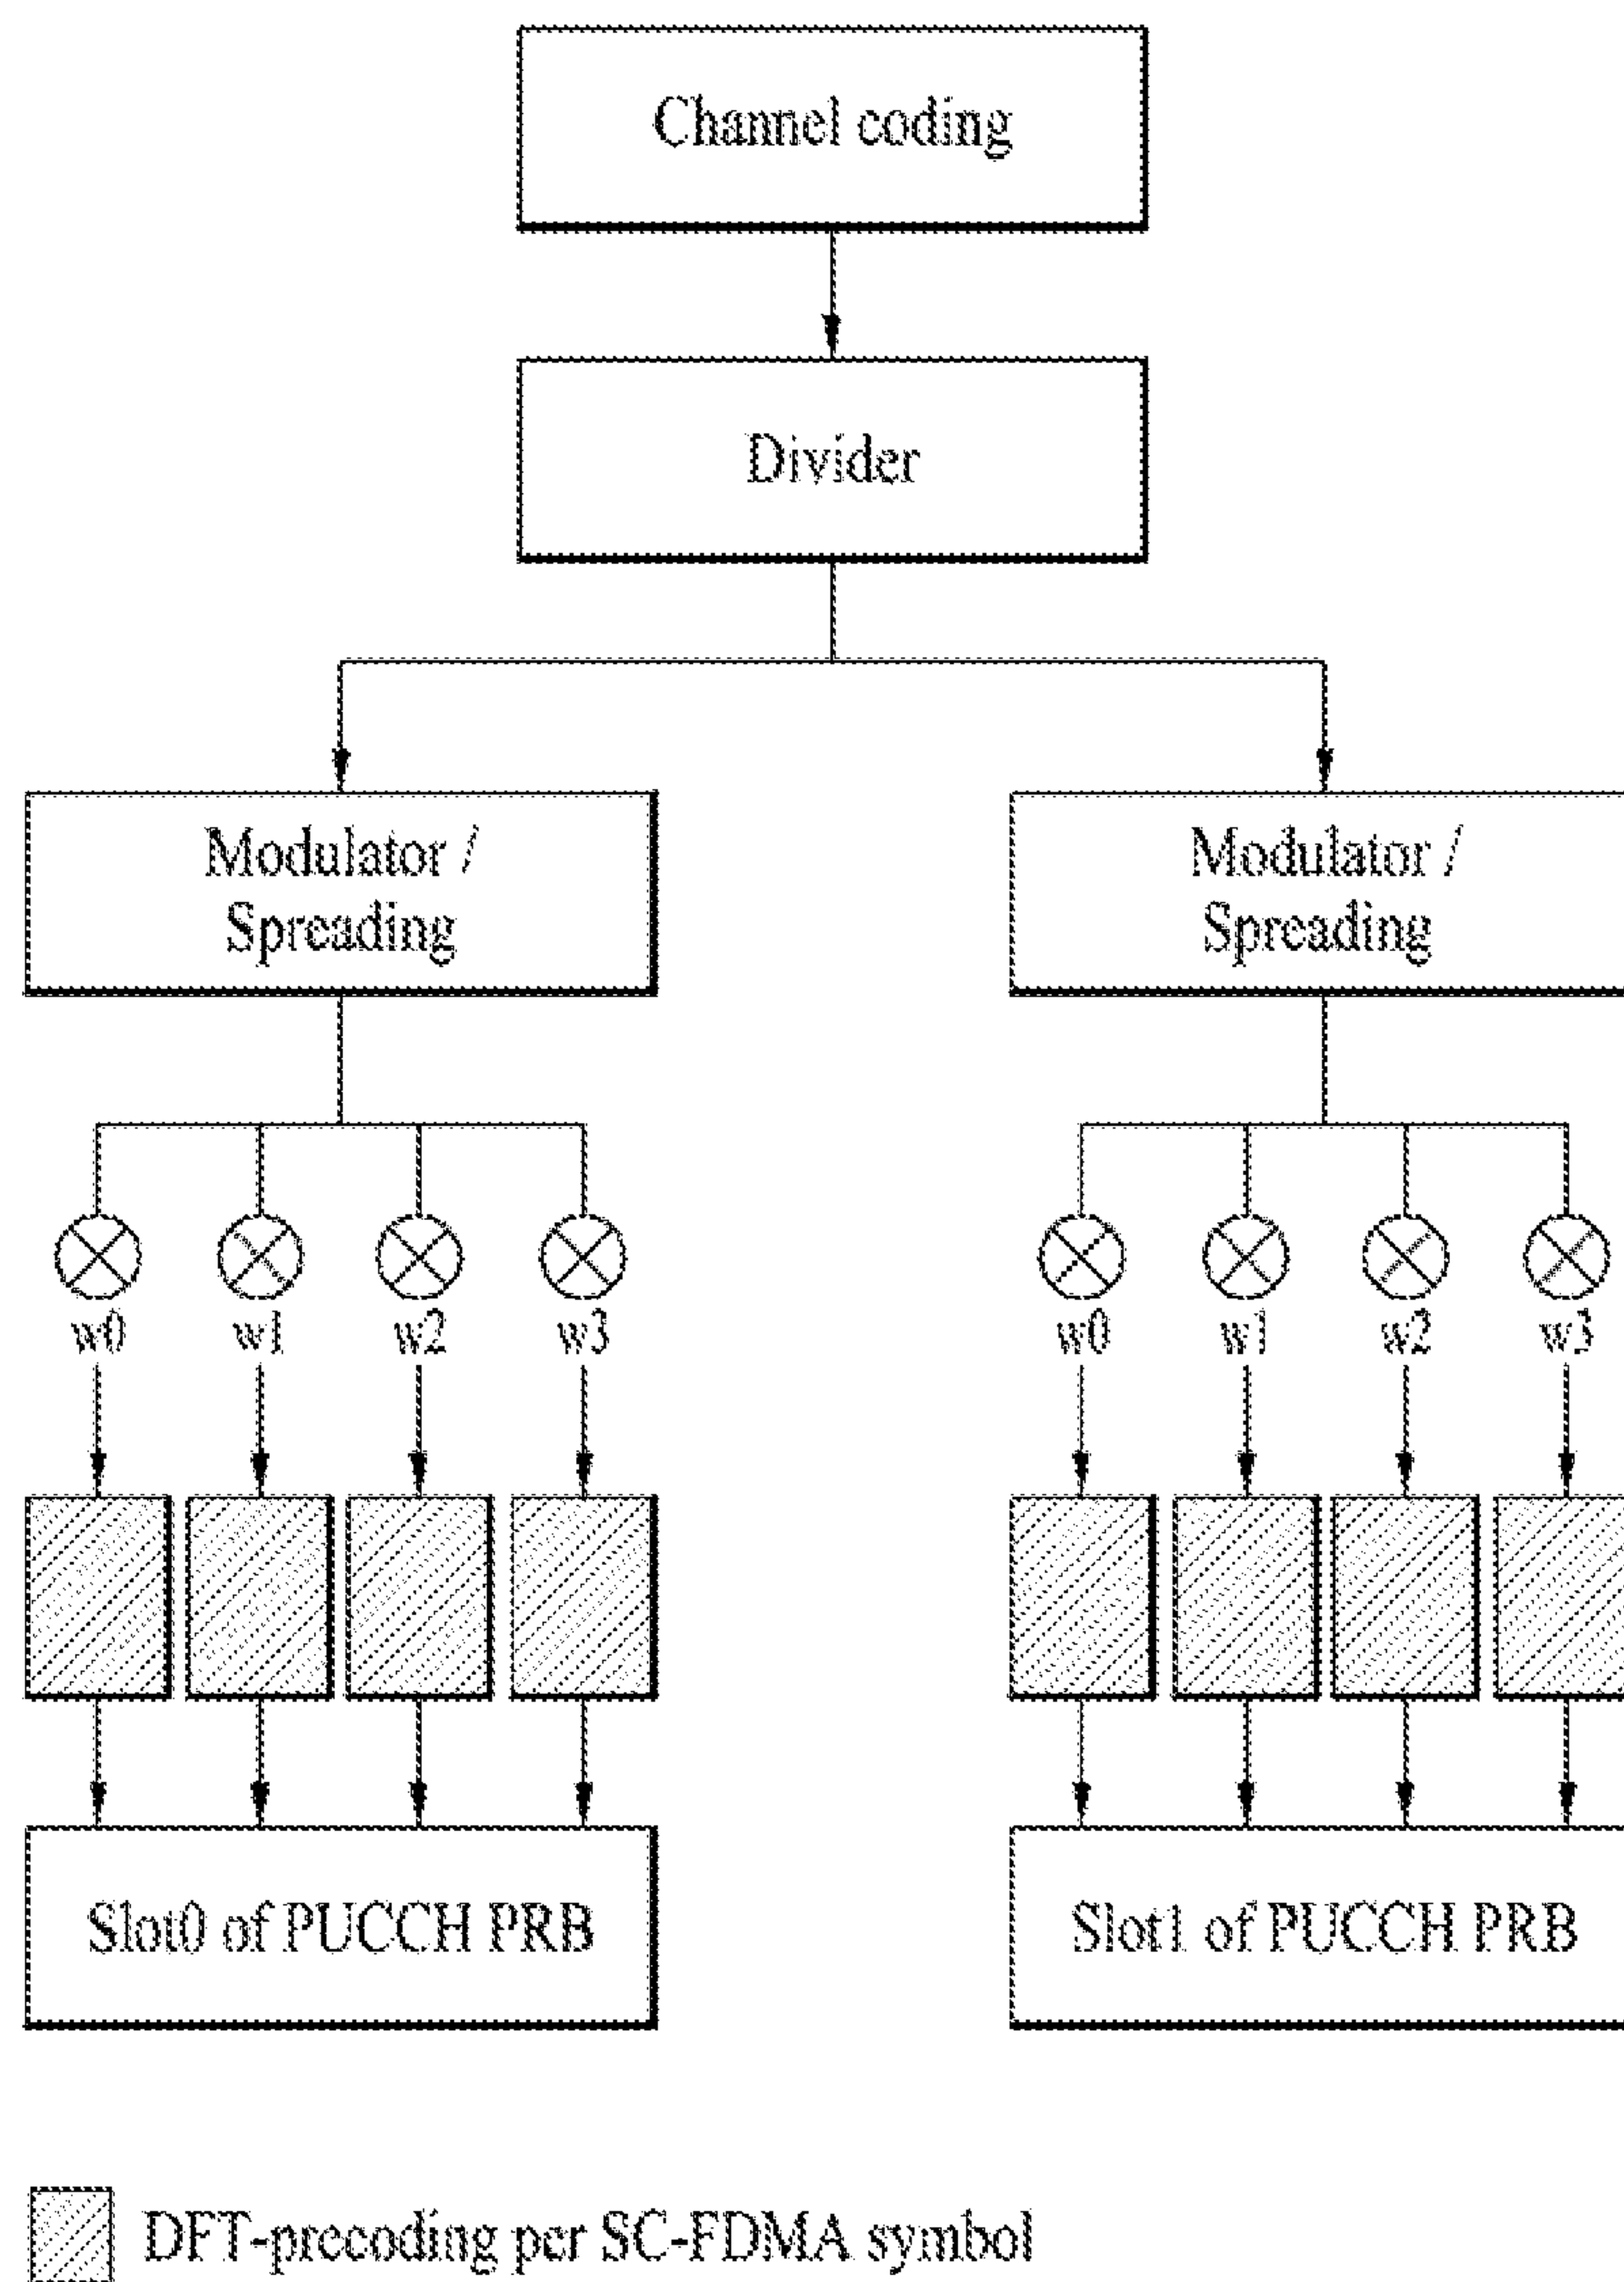 Channel coding
Divider
Modulator /
Spreading
Modulator /
Spreading
w0 w1 w2 w3
w0 w1 w2 w3
Slot0 of PUCCH PRB
Slot1 of PUCCH PRB
DFT-precoding per SC-FDMA symbol